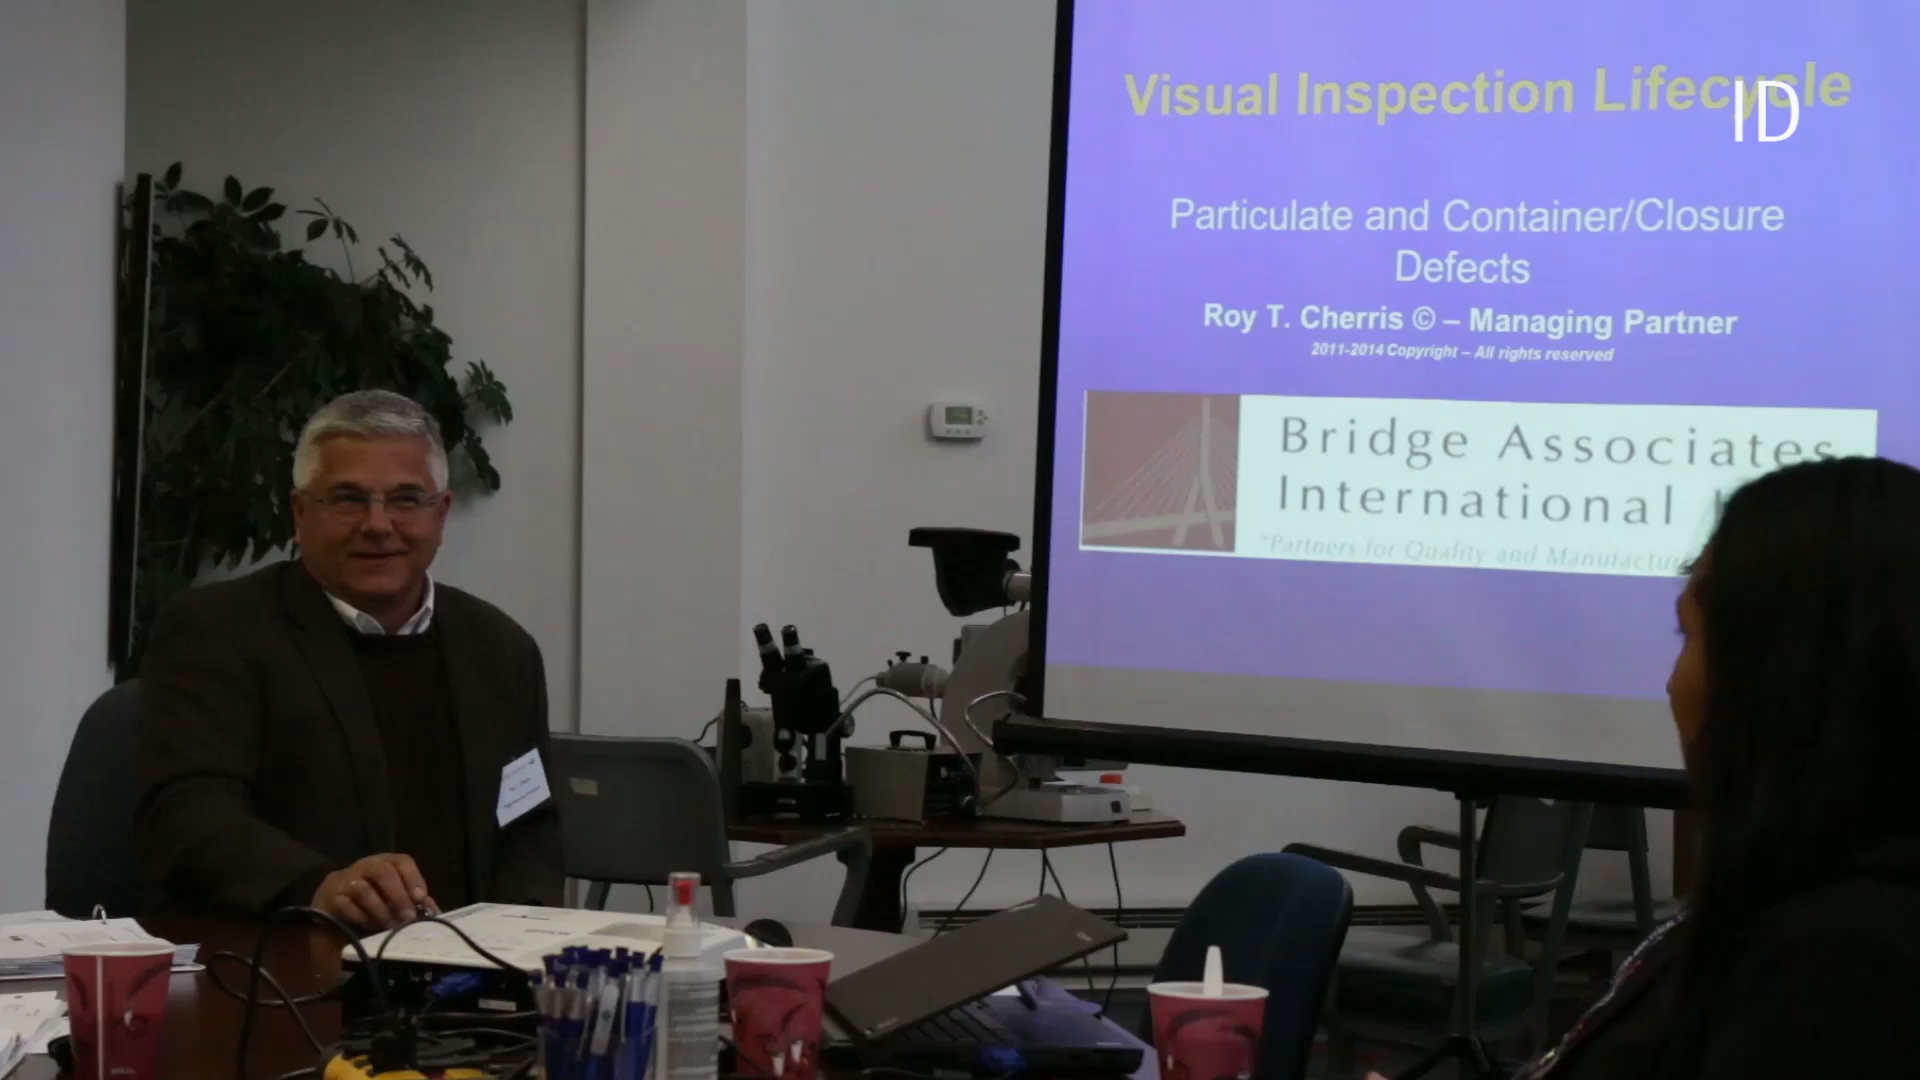 Visual Inspection Lifecycle
ID
Particulate and Container/Closure
Defects
Roy T. Cherris © – Managing Partner
2011-2014 Copyright – All rights reserved
Bridge Associates
International
"Partners for Quality and